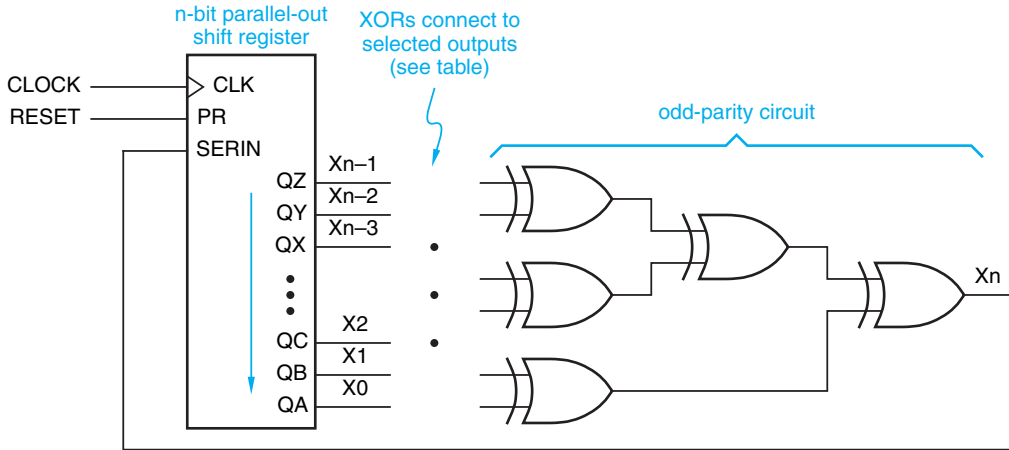 n-bit parallel-out
shift register
XORs connect to
selected outputs
(see table)
odd-parity circuit
CLOCK
CLK
RESET
PR
SERIN
QZ
Xn–1
QY
Xn–2
QX
Xn–3
QC
X2
QB
X1
QA
X0
Xn